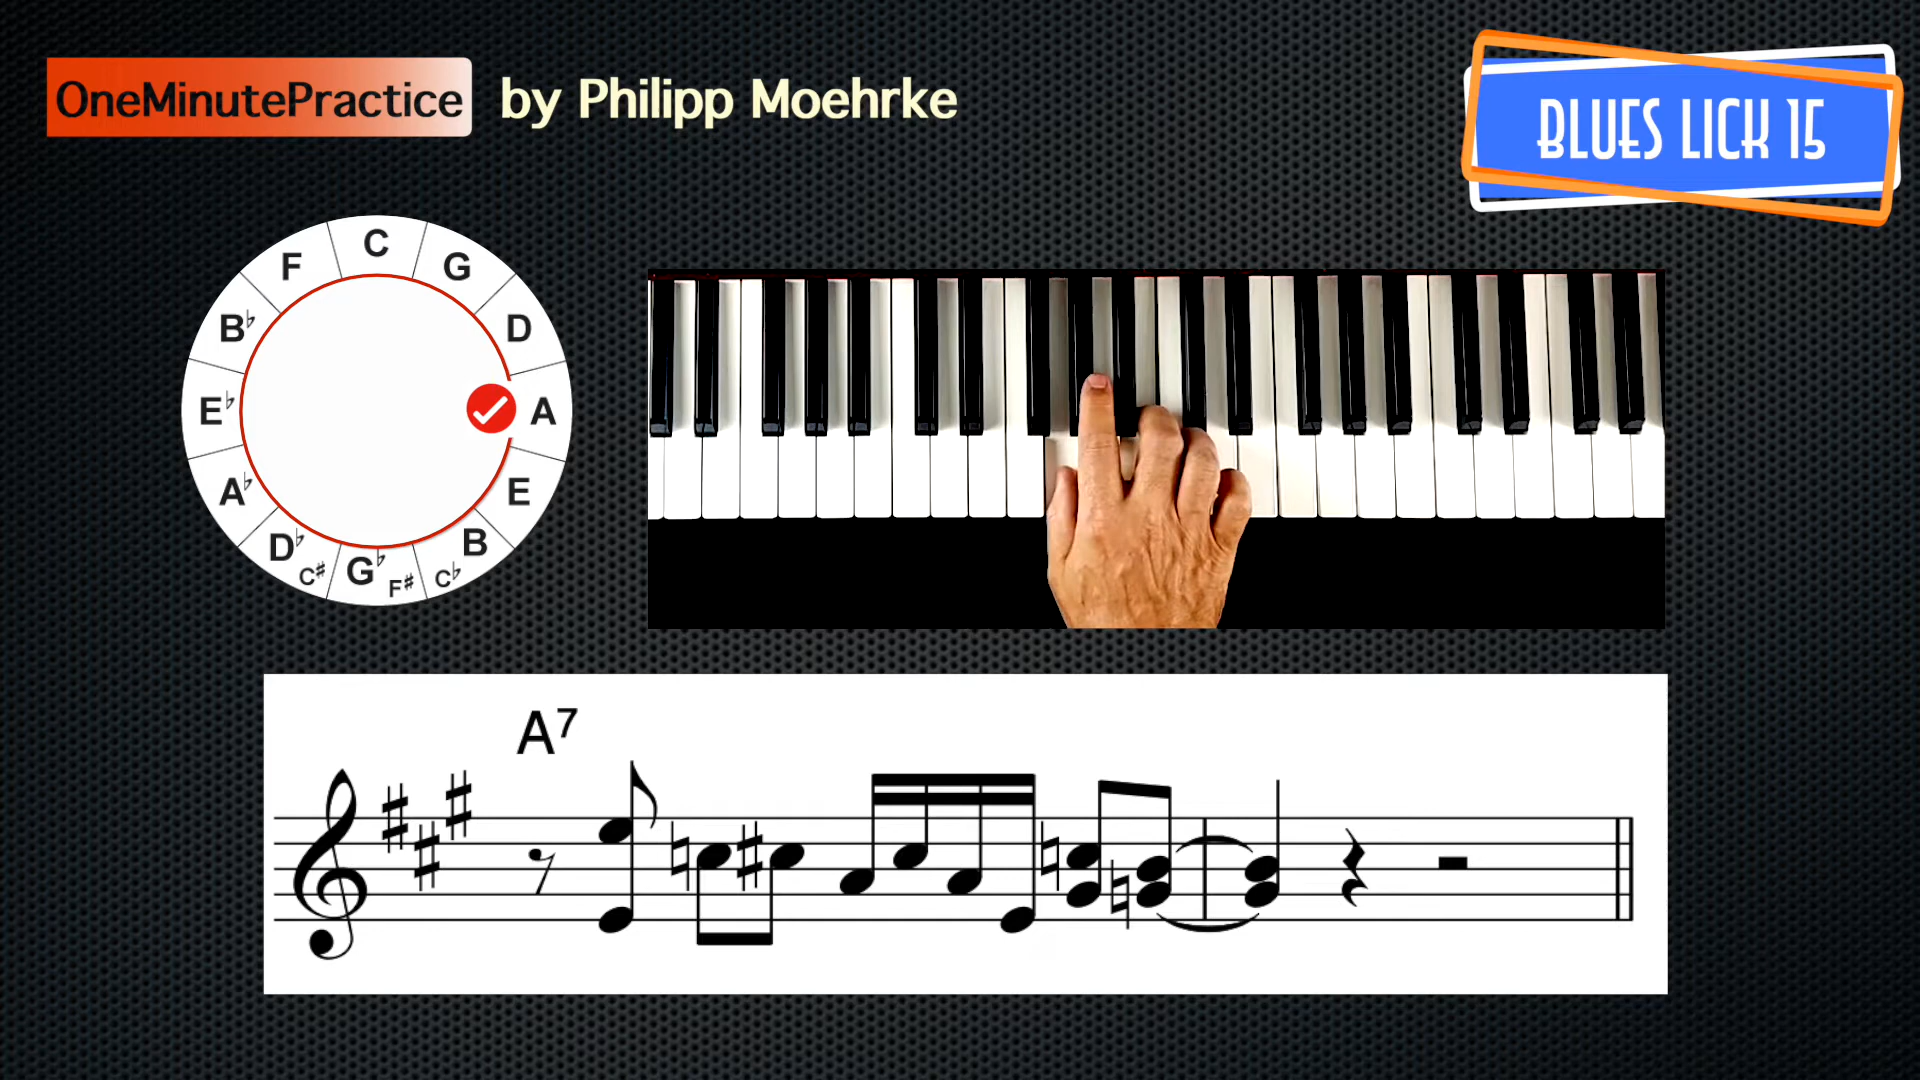 OneMinutePractice by Philipp Moehrke
BLUES LICK 15
C
G
D
A
E
B
C♭
G♭
F♯
D♭
C♯
A♭
E♭
B♭
F
A7